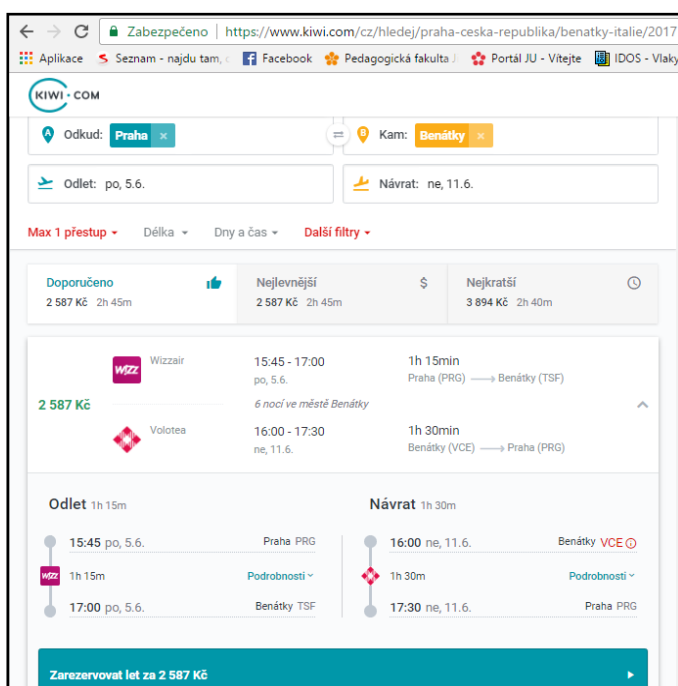 Zabezpečeno | https://www.kiwi.com/cz/hledej/praha-ceska-republika/benatky-italie/2017
Aplikace Seznam - najdu tam, Facebook Pedagogická fakulta J Portál JU - Vítejte IDOS - Vlaky
KIWI.COM
A Odkud: Praha × B Kam: Benátky ×
Odlet: po, 5.6. Návrat: ne, 11.6.
Max 1 přestup Délka Dny a čas Další filtry
Doporučeno Nejlevnější $ Nejkratší
2 587 Kč 2h 45m 2 587 Kč 2h 45m 3 894 Kč 2h 40m
WIZZ Wizzair 15:45 - 17:00 1h 15min
po, 5.6. Praha (PRG) → Benátky (TSF)
2 587 Kč 6 nocí ve městě Benátky
Volotea 16:00 - 17:30 1h 30min
ne, 11.6. Benátky (VCE) → Praha (PRG)
Odlet 1h 15m Návrat 1h 30m
15:45 po, 5.6. Praha PRG 16:00 ne, 11.6. Benátky VCE
WIZZ 1h 15m Podrobnosti 1h 30m Podrobnosti
17:00 po, 5.6. Benátky TSF 17:30 ne, 11.6. Praha PRG
Zarezervovat let za 2 587 Kč